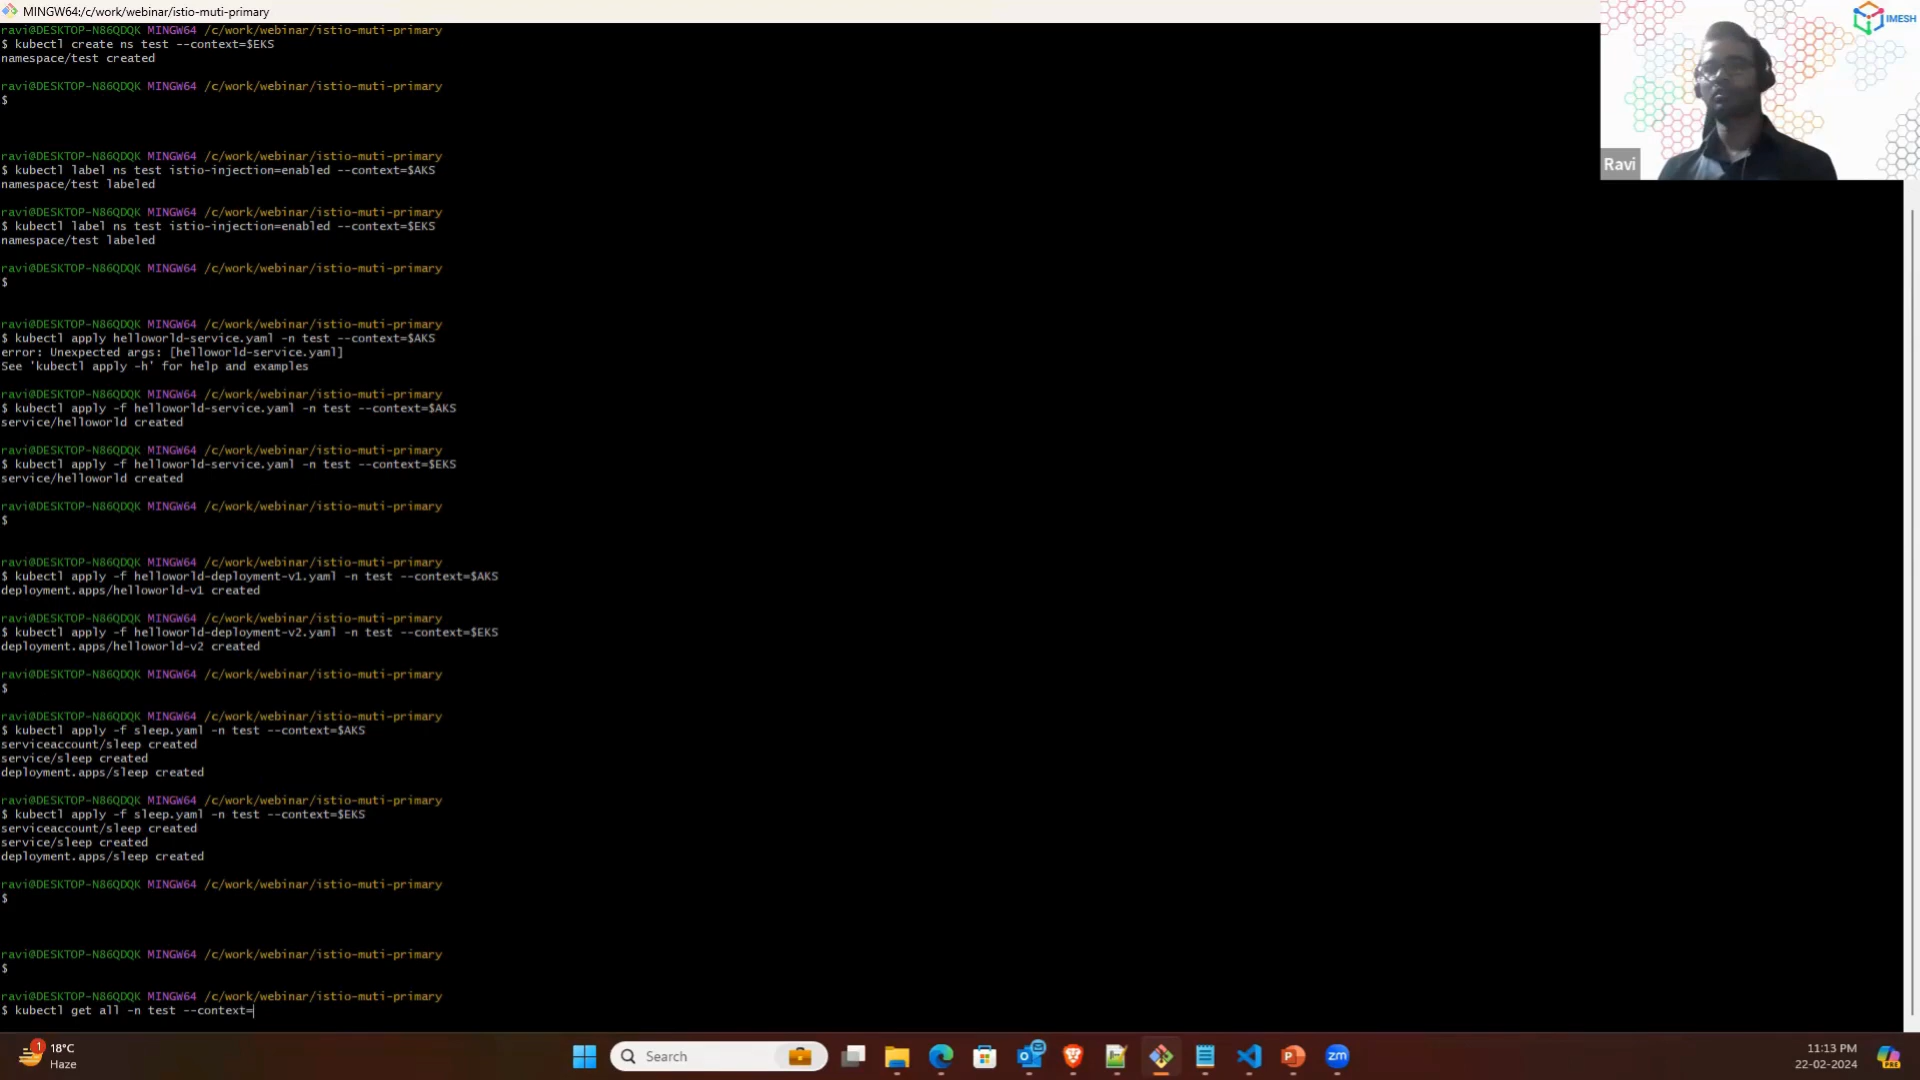 MINGW64:/c/work/webinar/istio-muti-primary
ravi@DESKTOP-N86QDQK MINGW64 /c/work/webinar/istio-muti-primary
$ kubectl create ns test --context=$EKS
namespace/test created
ravi@DESKTOP-N86QDQK MINGW64 /c/work/webinar/istio-muti-primary
$
ravi@DESKTOP-N86QDQK MINGW64 /c/work/webinar/istio-muti-primary
$ kubectl label ns test istio-injection=enabled --context=$AKS
namespace/test labeled
ravi@DESKTOP-N86QDQK MINGW64 /c/work/webinar/istio-muti-primary
$ kubectl label ns test istio-injection=enabled --context=$EKS
namespace/test labeled
ravi@DESKTOP-N86QDQK MINGW64 /c/work/webinar/istio-muti-primary
$
ravi@DESKTOP-N86QDQK MINGW64 /c/work/webinar/istio-muti-primary
$ kubectl apply helloworld-service.yaml -n test --context=$AKS
error: Unexpected args: [helloworld-service.yaml]
See 'kubectl apply -h' for help and examples
ravi@DESKTOP-N86QDQK MINGW64 /c/work/webinar/istio-muti-primary
$ kubectl apply -f helloworld-service.yaml -n test --context=$AKS
service/helloworld created
ravi@DESKTOP-N86QDQK MINGW64 /c/work/webinar/istio-muti-primary
$ kubectl apply -f helloworld-service.yaml -n test --context=$EKS
service/helloworld created
ravi@DESKTOP-N86QDQK MINGW64 /c/work/webinar/istio-muti-primary
$
ravi@DESKTOP-N86QDQK MINGW64 /c/work/webinar/istio-muti-primary
$ kubectl apply -f helloworld-deployment-v1.yaml -n test --context=$AKS
deployment.apps/helloworld-v1 created
ravi@DESKTOP-N86QDQK MINGW64 /c/work/webinar/istio-muti-primary
$ kubectl apply -f helloworld-deployment-v2.yaml -n test --context=$EKS
deployment.apps/helloworld-v2 created
ravi@DESKTOP-N86QDQK MINGW64 /c/work/webinar/istio-muti-primary
$
ravi@DESKTOP-N86QDQK MINGW64 /c/work/webinar/istio-muti-primary
$ kubectl apply -f sleep.yaml -n test --context=$AKS
serviceaccount/sleep created
service/sleep created
deployment.apps/sleep created
ravi@DESKTOP-N86QDQK MINGW64 /c/work/webinar/istio-muti-primary
$ kubectl apply -f sleep.yaml -n test --context=$EKS
serviceaccount/sleep created
service/sleep created
deployment.apps/sleep created
ravi@DESKTOP-N86QDQK MINGW64 /c/work/webinar/istio-muti-primary
$
ravi@DESKTOP-N86QDQK MINGW64 /c/work/webinar/istio-muti-primary
$
ravi@DESKTOP-N86QDQK MINGW64 /c/work/webinar/istio-muti-primary
$ kubectl get all -n test --context=
IMESH
Ravi
1
18°C
Haze
Search
zm
11:13 PM
22-02-2024
PRE